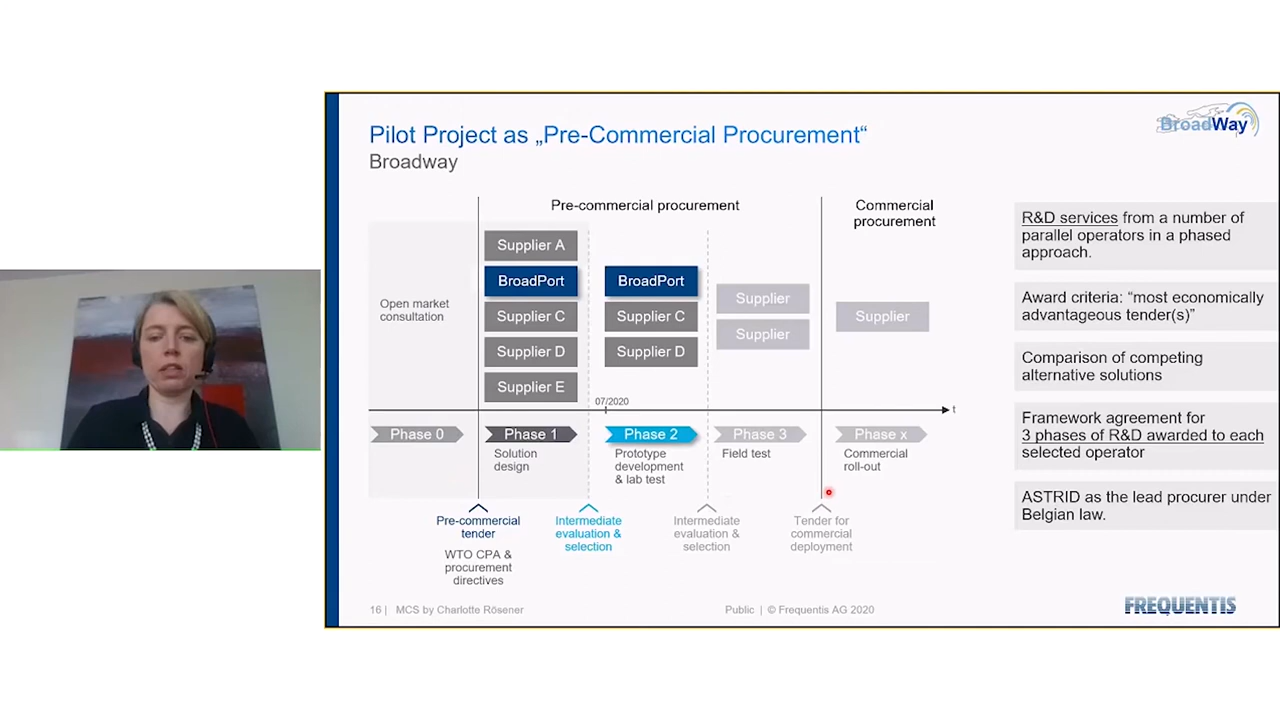 Pilot Project as „Pre-Commercial Procurement“
BroadWay
Broadway
Pre-commercial procurement
Commercial
procurement
Open market
consultation
Supplier A
BroadPort
Supplier C
Supplier D
Supplier E
BroadPort
Supplier C
Supplier D
Supplier
Supplier
Supplier
07/2020
t
Phase 0
Phase 1
Phase 2
Phase 3
Phase x
Solution
design
Prototype
development
& lab test
Field test
Commercial
roll-out
Pre-commercial
tender
WTO CPA &
procurement
directives
Intermediate
evaluation &
selection
Intermediate
evaluation &
selection
Tender for
commercial
deployment
R&D services from a number of
parallel operators in a phased
approach.
Award criteria: “most economically
advantageous tender(s)”
Comparison of competing
alternative solutions
Framework agreement for
3 phases of R&D awarded to each
selected operator
ASTRID as the lead procurer under
Belgian law.
16 | MCS by Charlotte Rösener
Public | © Frequentis AG 2020
FREQUENTIS